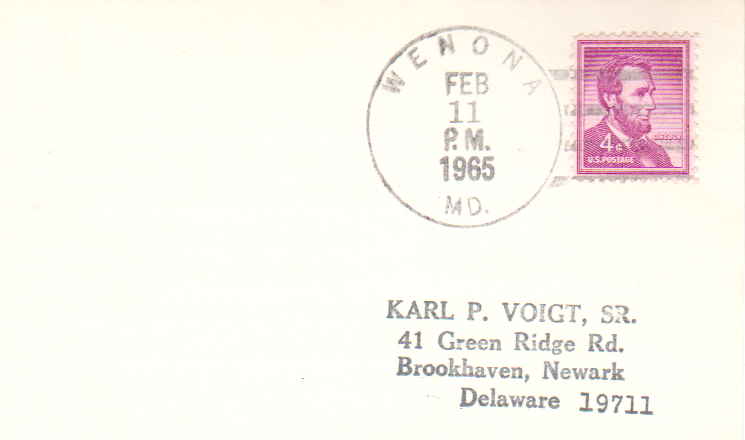 WENONA
FEB
11
P.M.
1965
MD.
4¢
U.S. POSTAGE
KARL P. VOIGT, SR.
41 Green Ridge Rd.
Brookhaven, Newark
Delaware 19711